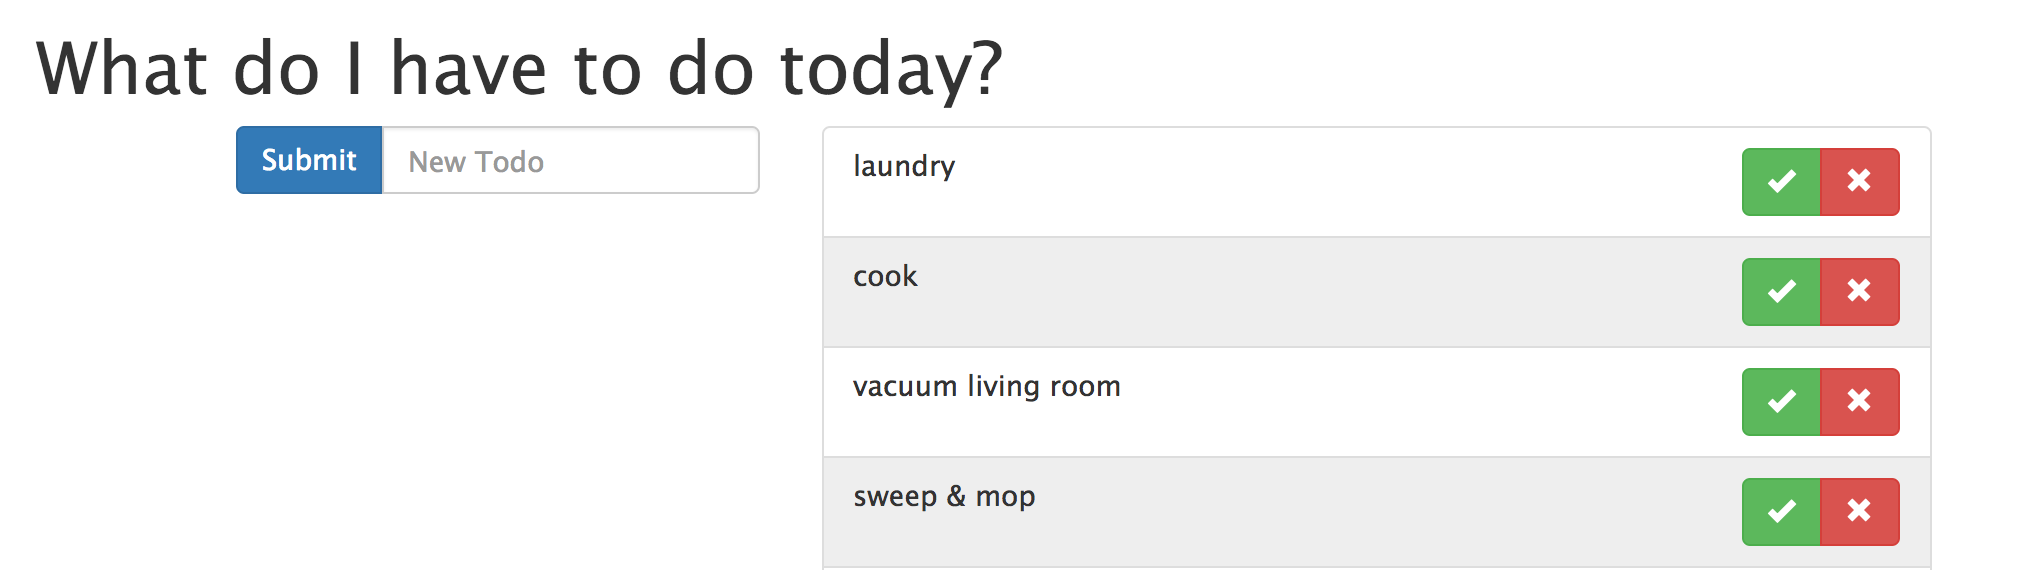 What do I have to do today?
Submit New Todo
laundry
cook
vacuum living room
sweep & mop